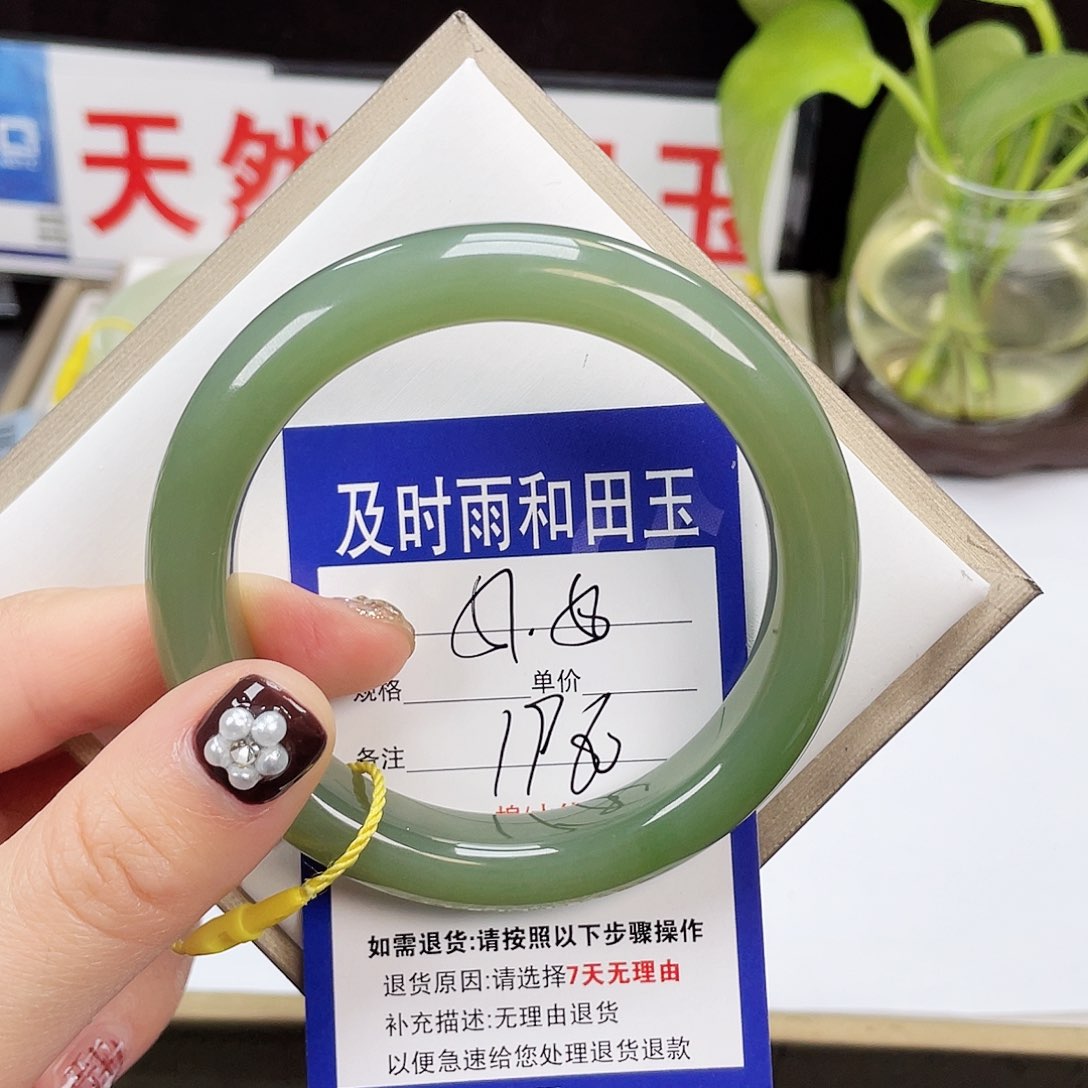 天然 玉
及时雨和田玉
单价
规格
备注
如需退货:请按照以下步骤操作
退货原因:请选择7天无理由
补充描述:无理由退货
以便急速给您处理退货退款